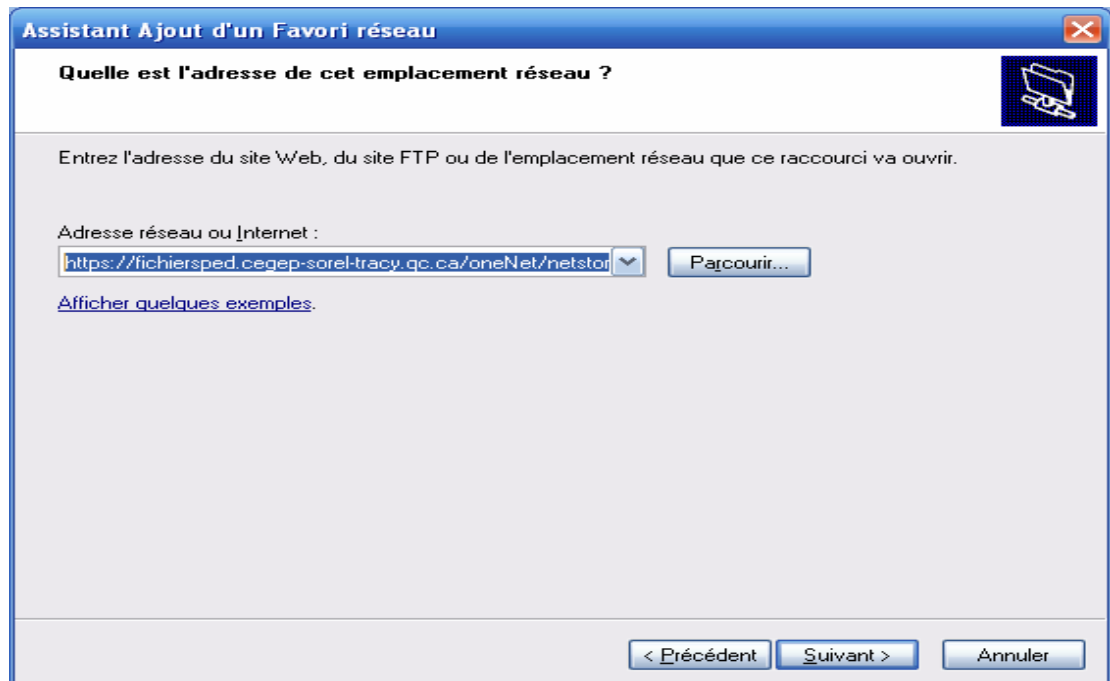 Assistant Ajout d'un Favori réseau
Quelle est l'adresse de cet emplacement réseau ?
Entrez l'adresse du site Web, du site FTP ou de l'emplacement réseau que ce raccourci va ouvrir.
Adresse réseau ou Internet :
https://fichiersped.cegep-sorel-tracy.qc.ca/oneNet/netstor
Parcourir...
Afficher quelques exemples.
< Précédent
Suivant >
Annuler